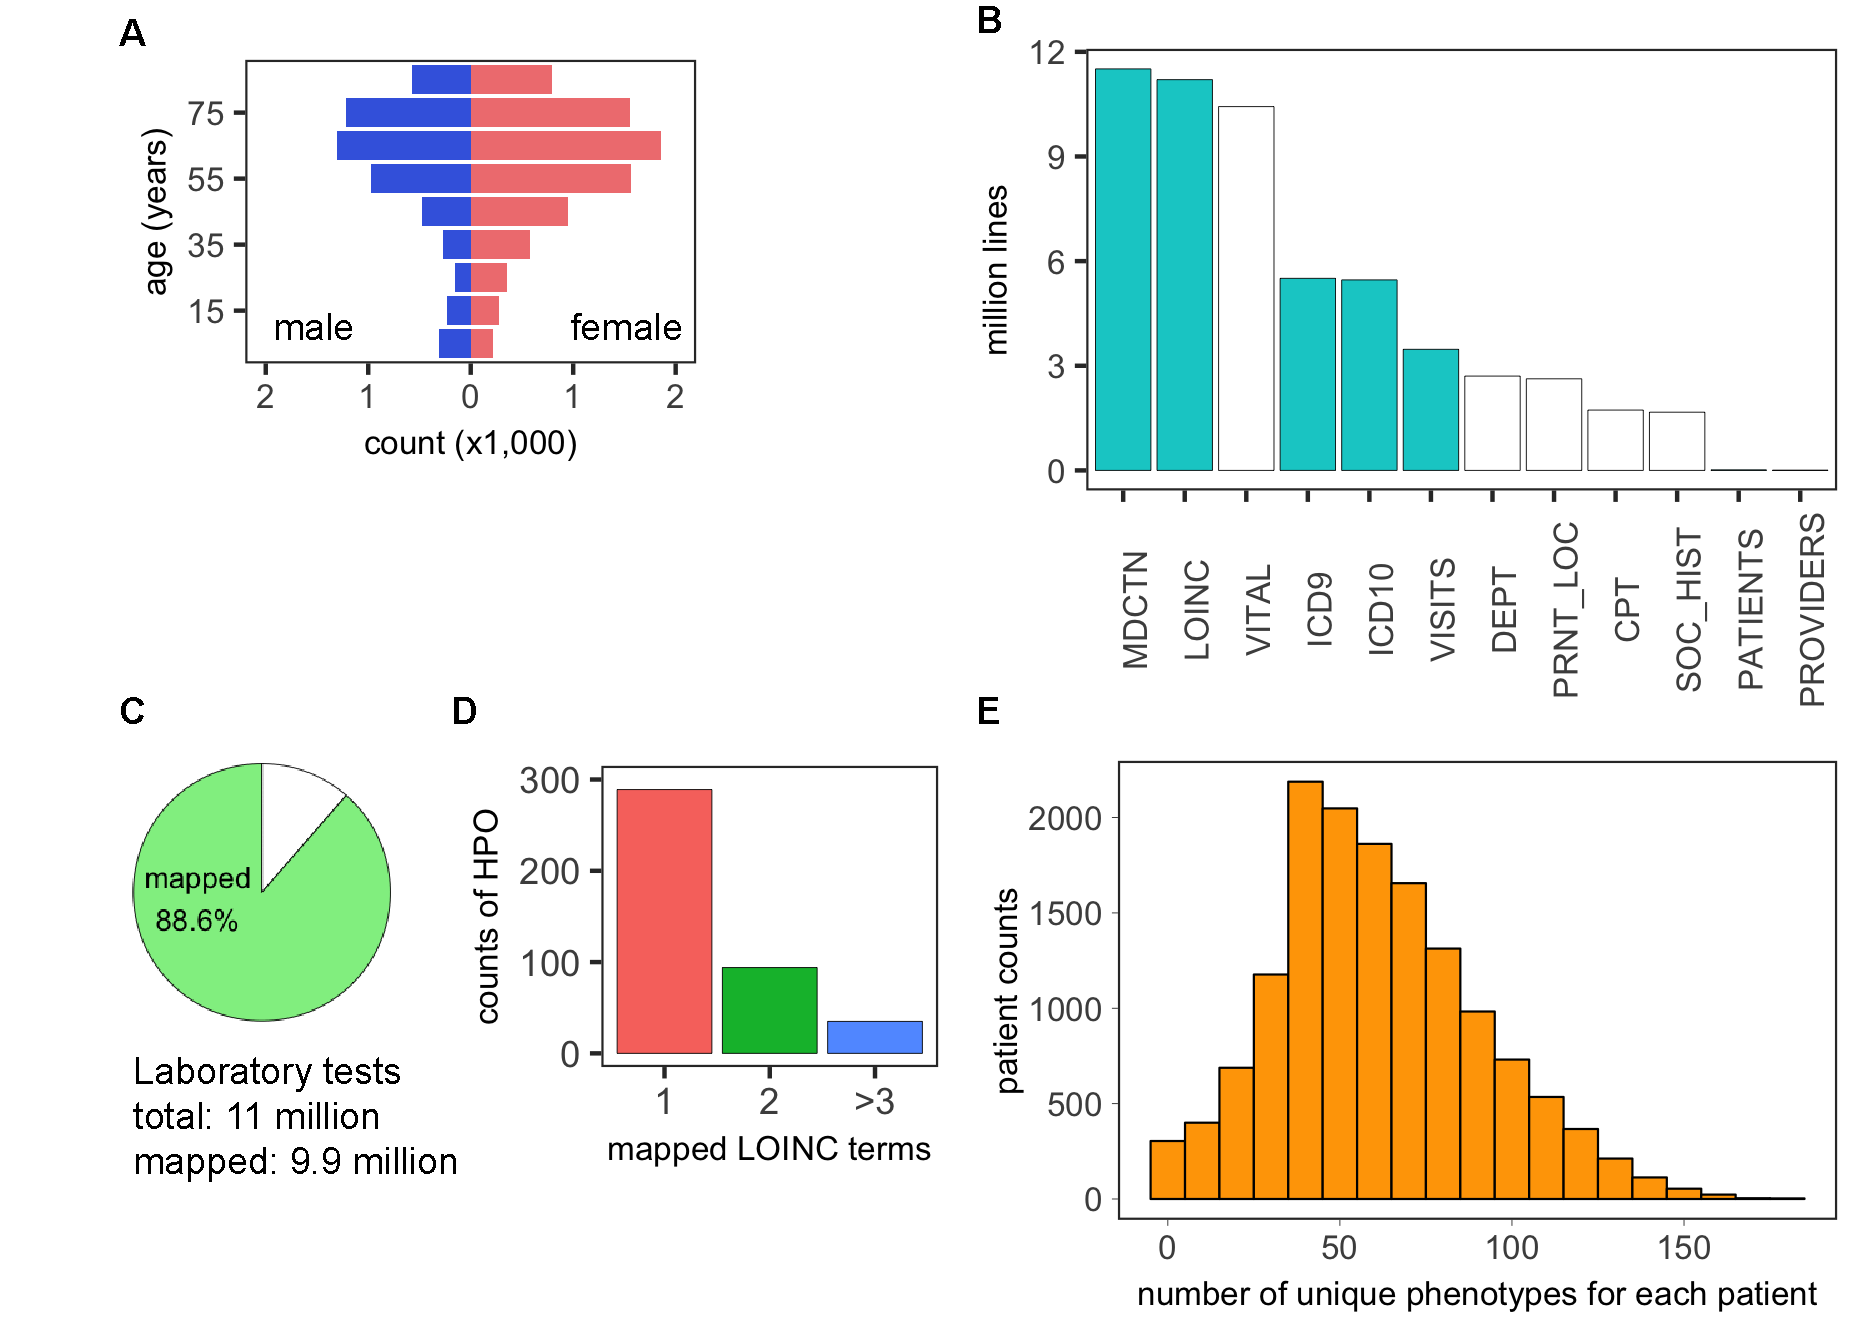 A
75
55
35
15
age (years)
male
female
2
1
0
1
2
count (x1,000)
B
12
9
6
3
0
million lines
MDCTN
LOINC
VITAL
ICD9
ICD10
VISITS
DEPT
PRNT_LOC
CPT
SOC_HIST
PATIENTS
PROVIDERS
C
mapped
88.6%
Laboratory tests
total: 11 million
mapped: 9.9 million
D
300
200
100
0
counts of HPO
1
2
>3
mapped LOINC terms
E
2000
1500
1000
500
0
patient counts
0
50
100
150
number of unique phenotypes for each patient